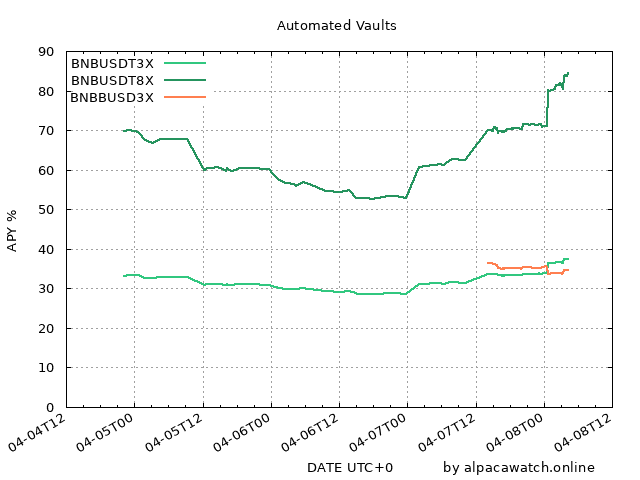 Automated Vaults
BNBUSDT3X
BNBUSDT8X
BNBBUSD3X
APY %
90
80
70
60
50
40
30
20
10
0
04-04T12
04-05T00
04-05T12
04-06T00
04-06T12
04-07T00
04-07T12
04-08T00
04-08T12
DATE UTC+0
by alpacawatch.online